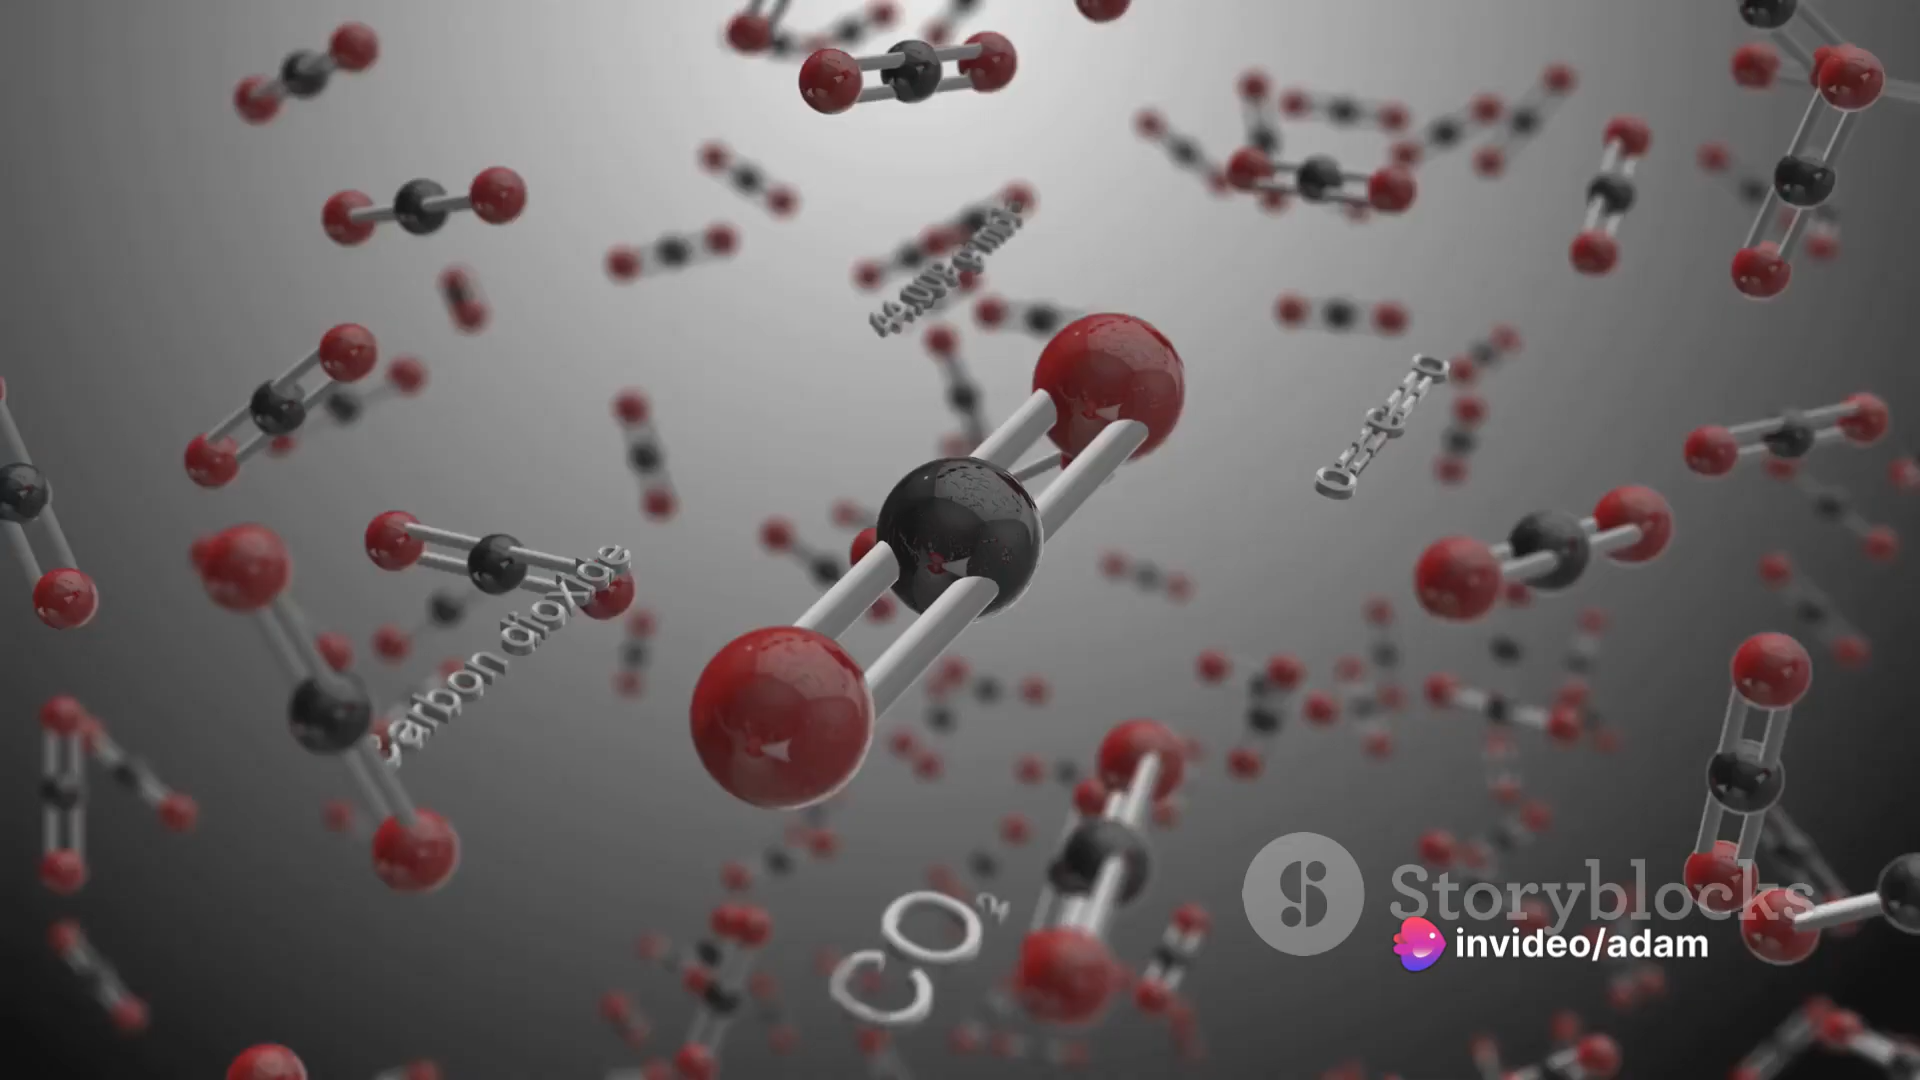 44.009 g/mol
O=C=O
carbon dioxide
CO₂
Storyblocks
invideo/adam